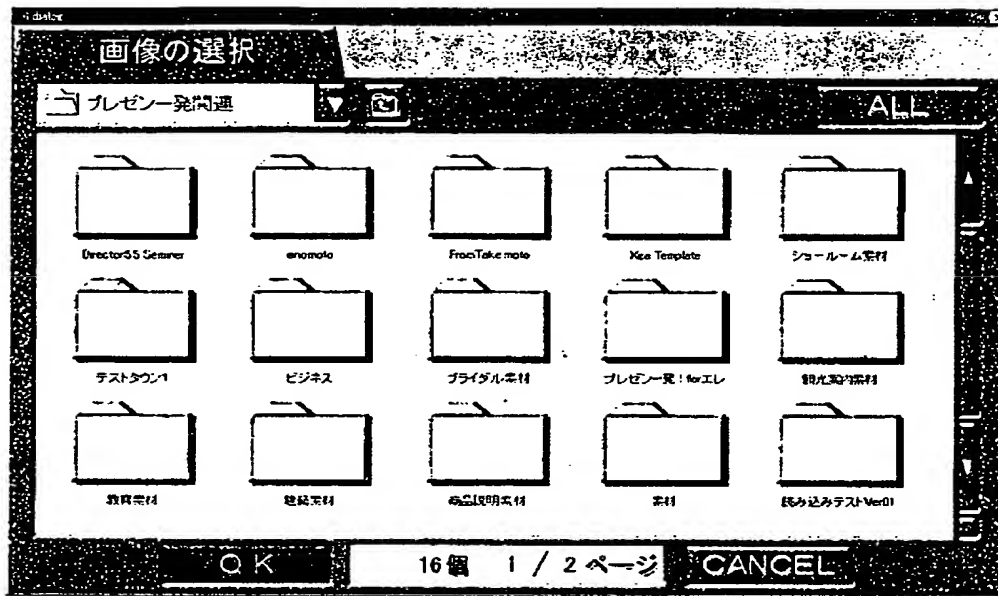 画像の選択
プレゼン一発関連
ALL
Director5.5 Seminer
enomoto
FromTakemoto
Xea Template
ショールーム素材
テストタウン1
ビジネス
ブライダル素材
プレゼン一発！forエレ
観光案内素材
教育素材
建築素材
商品説明素材
素材
読み込みテストVer01
OK
16個 1 / 2 ページ
CANCEL